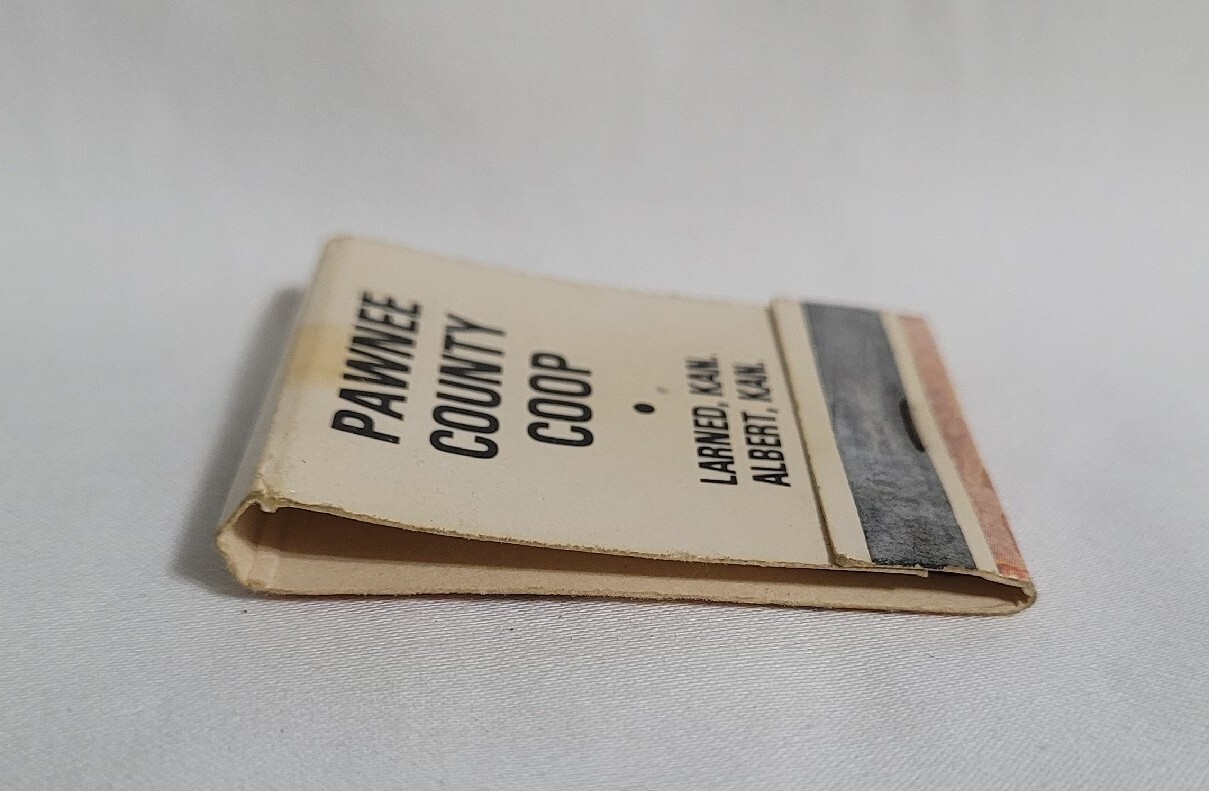 PAWNEE
COUNTY
COOP
•
LARNED, KAN.
ALBERT, KAN.